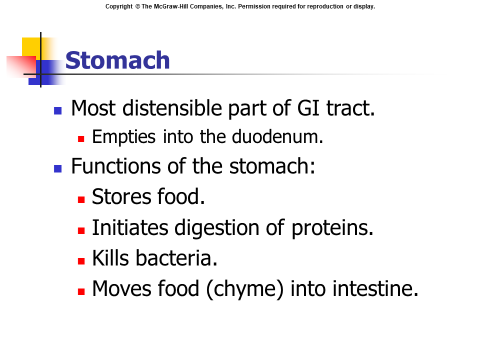 Copyright © The McGraw-Hill Companies, Inc. Permission required for reproduction or display.
Stomach
Most distensible part of GI tract.
Empties into the duodenum.
Functions of the stomach:
Stores food.
Initiates digestion of proteins.
Kills bacteria.
Moves food (chyme) into intestine.